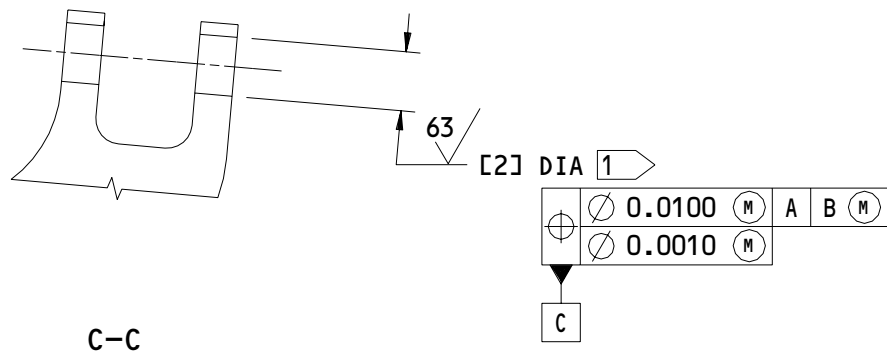 63
[2] DIA 1
⌖ ⌀ 0.0100 Ⓜ A B Ⓜ
⌀ 0.0010 Ⓜ
C
C-C